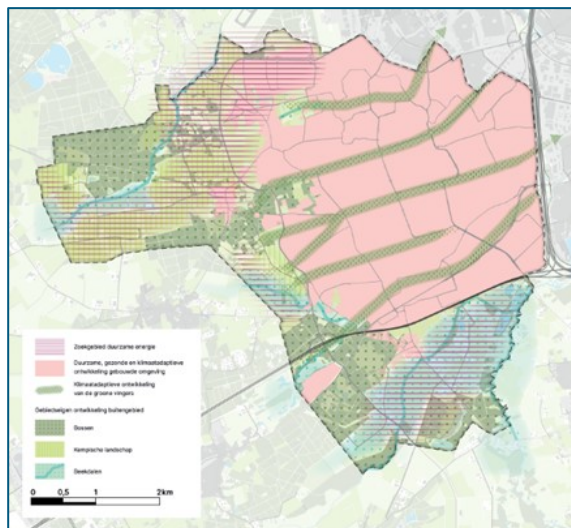 Zoekgebied duurzame energie
Duurzame, gezonde en klimaatadaptieve
ontwikkeling gebouwde omgeving
Klimaatadaptieve ontwikkeling
van de groene vingers
Gebiedseigen ontwikkeling buitengebied
Bossen
Kempische landschap
Beekdalen
0 0,5 1 2km